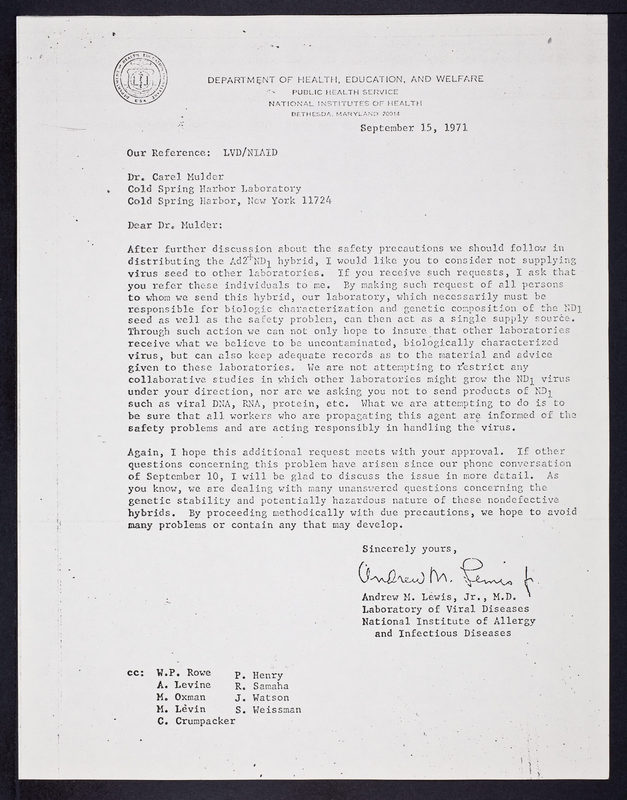 DEPARTMENT OF HEALTH, EDUCATION, AND WELFARE
PUBLIC HEALTH SERVICE
NATIONAL INSTITUTES OF HEALTH
BETHESDA, MARYLAND 20014
September 15, 1971
Our Reference: LVD/NIAID
Dr. Carel Mulder
Cold Spring Harbor Laboratory
Cold Spring Harbor, New York 11724
Dear Dr. Mulder:
After further discussion about the safety precautions we should follow in
distributing the Ad2+ND1 hybrid, I would like you to consider not supplying
virus seed to other laboratories. If you receive such requests, I ask that
you refer these individuals to me. By making such request of all persons
to whom we send this hybrid, our laboratory, which necessarily must be
responsible for biologic characterization and genetic composition of the ND1
seed as well as the safety problem, can then act as a single supply source.
Through such action we can not only hope to insure that other laboratories
receive what we believe to be uncontaminated, biologically characterized
virus, but can also keep adequate records as to the material and advice
given to these laboratories. We are not attempting to restrict any
collaborative studies in which other laboratories might grow the ND1 virus
under your direction, nor are we asking you not to send products of ND1
such as viral DNA, RNA, protein, etc. What we are attempting to do is to
be sure that all workers who are propagating this agent are informed of the
safety problems and are acting responsibly in handling the virus.
Again, I hope this additional request meets with your approval. If other
questions concerning this problem have arisen since our phone conversation
of September 10, I will be glad to discuss the issue in more detail. As
you know, we are dealing with many unanswered questions concerning the
genetic stability and potentially hazardous nature of these nondefective
hybrids. By proceeding methodically with due precautions, we hope to avoid
many problems or contain any that may develop.
Sincerely yours,
Andrew M. Lewis Jr.
Andrew M. Lewis, Jr., M.D.
Laboratory of Viral Diseases
National Institute of Allergy
and Infectious Diseases
cc: W.P. Rowe P. Henry
A. Levine R. Samaha
M. Oxman J. Watson
M. Levin S. Weissman
C. Crumpacker